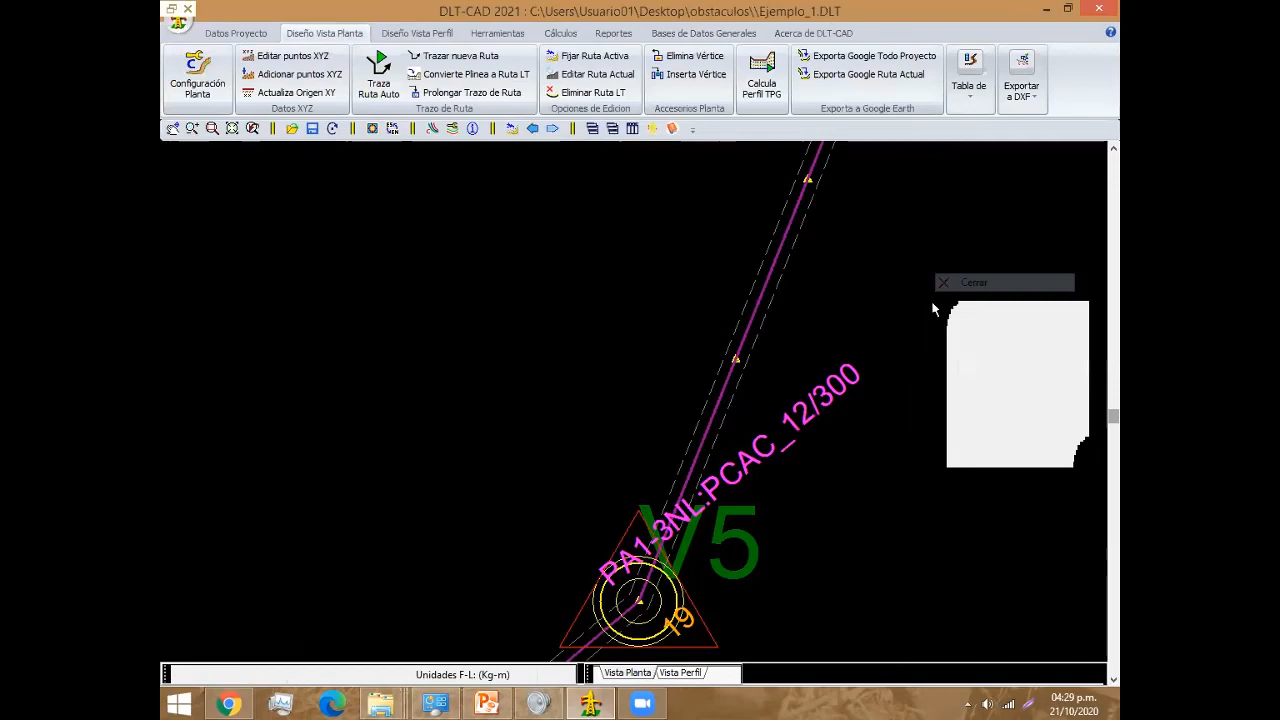 DLT-CAD 2021 : C:\Users\Usuario01\Desktop\obstaculos\\Ejemplo_1.DLT
Datos Proyecto
Diseño Vista Planta
Diseño Vista Perfil
Herramientas
Cálculos
Reportes
Bases de Datos Generales
Acerca de DLT-CAD
Configuración
Planta
Editar puntos XYZ
Adicionar puntos XYZ
Actualiza Origen XY
Datos XYZ
Traza
Ruta Auto
Trazar nueva Ruta
Convierte Plinea a Ruta LT
Prolongar Trazo de Ruta
Trazo de Ruta
Fijar Ruta Activa
Editar Ruta Actual
Eliminar Ruta LT
Opciones de Edicion
Elimina Vértice
Inserta Vértice
Accesorios Planta
Calcula
Perfil TPG
Exporta Google Todo Proyecto
Exporta Google Ruta Actual
Exporta a Google Earth
Tabla de
Exportar
a DXF
Cerrar
PA1-3NL:PCAC_12/300
V5
19
Unidades F-L: (Kg-m)
Vista Planta
Vista Perfil
04:29 p.m.
21/10/2020